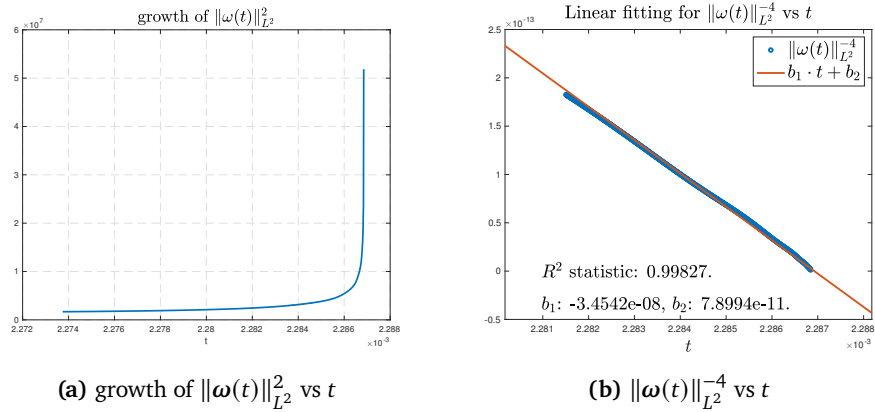 growth of ‖ω(t)‖²_{L²}
×10⁷
6
5
4
3
2
1
0
2.272 2.274 2.276 2.278 2.28 2.282 2.284 2.286 2.288
t
×10⁻³
(a) growth of ‖ω(t)‖²_{L²} vs t
Linear fitting for ‖ω(t)‖⁻⁴_{L²} vs t
×10⁻¹³
2.5
2
1.5
1
0.5
0
-0.5
‖ω(t)‖⁻⁴_{L²}
b₁ · t + b₂
R² statistic: 0.99827.
b₁: -3.4542e-08, b₂: 7.8994e-11.
2.281 2.282 2.283 2.284 2.285 2.286 2.287 2.288
t
×10⁻³
(b) ‖ω(t)‖⁻⁴_{L²} vs t